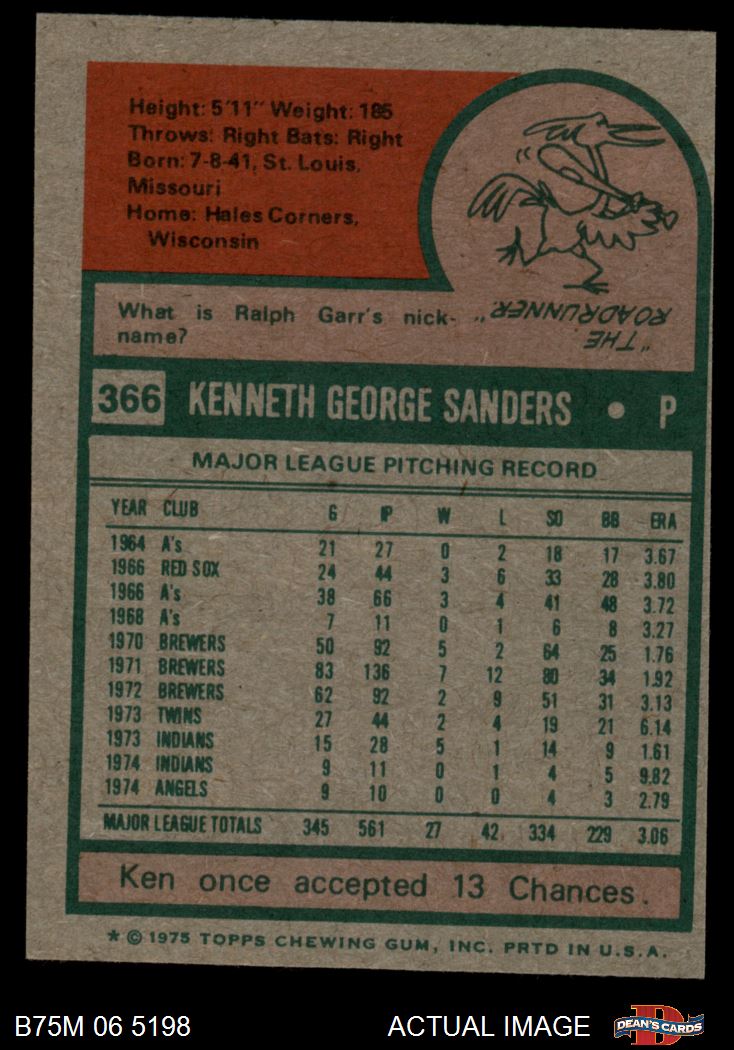 Height: 5'11" Weight: 185
Throws: Right Bats: Right
Born: 7-8-41, St. Louis,
Missouri
Home: Hales Corners,
Wisconsin
What is Ralph Garr's nick-
name?
"THE
ROADRUNNER."
366 KENNETH GEORGE SANDERS • P
MAJOR LEAGUE PITCHING RECORD
YEAR CLUB G IP W L SO BB ERA
1964 A's 21 27 0 2 18 17 3.67
1966 RED SOX 24 44 3 6 33 28 3.80
1966 A's 38 66 3 4 41 48 3.72
1968 A's 7 11 0 1 6 8 3.27
1970 BREWERS 50 92 5 2 64 25 1.76
1971 BREWERS 83 136 7 12 80 34 1.92
1972 BREWERS 62 92 2 9 51 31 3.13
1973 TWINS 27 44 2 4 19 21 6.14
1973 INDIANS 15 28 5 1 14 9 1.61
1974 INDIANS 9 11 0 1 4 5 9.82
1974 ANGELS 9 10 0 0 4 3 2.79
MAJOR LEAGUE TOTALS 345 561 27 42 334 229 3.06
Ken once accepted 13 Chances.
* © 1975 TOPPS CHEWING GUM, INC. PRTD IN U.S.A.
B75M 06 5198 ACTUAL IMAGE DEAN'S CARDS